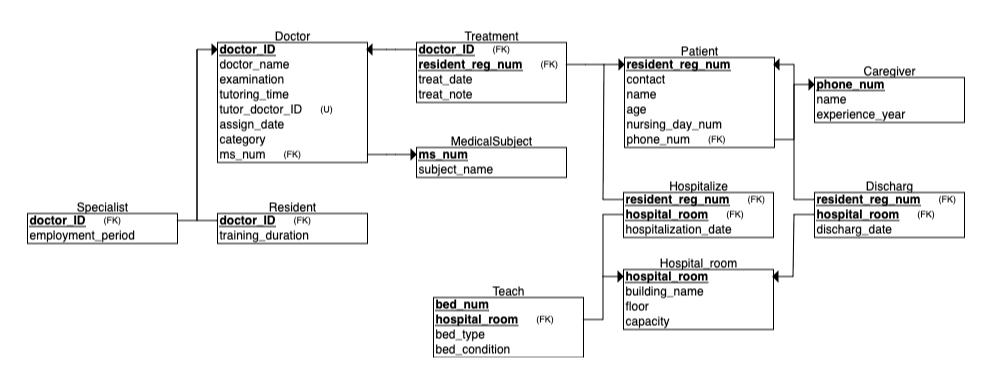 Doctor
doctor_ID
doctor_name
examination
tutoring_time
tutor_doctor_ID (U)
assign_date
category
ms_num (FK)
Treatment
doctor_ID (FK)
resident_reg_num (FK)
treat_date
treat_note
Patient
resident_reg_num
contact
name
age
nursing_day_num
phone_num (FK)
Caregiver
phone_num
name
experience_year
MedicalSubject
ms_num
subject_name
Specialist
doctor_ID (FK)
employment_period
Resident
doctor_ID (FK)
training_duration
Hospitalize
resident_reg_num (FK)
hospital_room (FK)
hospitalization_date
Discharg
resident_reg_num (FK)
hospital_room (FK)
discharg_date
Hospital_room
hospital_room
building_name
floor
capacity
Teach
bed_num
hospital_room (FK)
bed_type
bed_condition